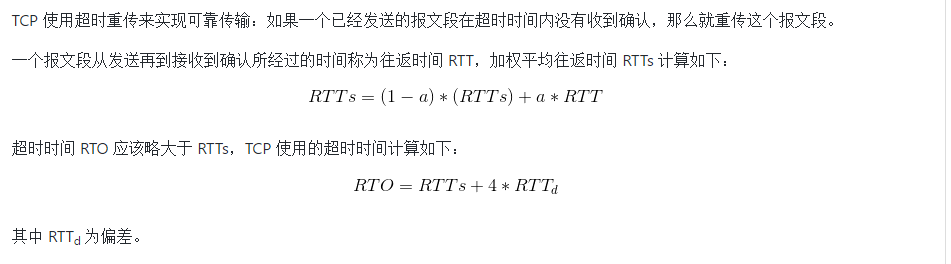 TCP 使用超时重传来实现可靠传输：如果一个已经发送的报文段在超时时间内没有收到确认，那么就重传这个报文段。
一个报文段从发送再到接收到确认所经过的时间称为往返时间 RTT，加权平均往返时间 RTTs 计算如下：
RTTs = (1 − a) ∗ (RTTs) + a ∗ RTT
超时时间 RTO 应该略大于 RTTs，TCP 使用的超时时间计算如下：
RTO = RTTs + 4 ∗ RTT_d
其中 RTT_d 为偏差。